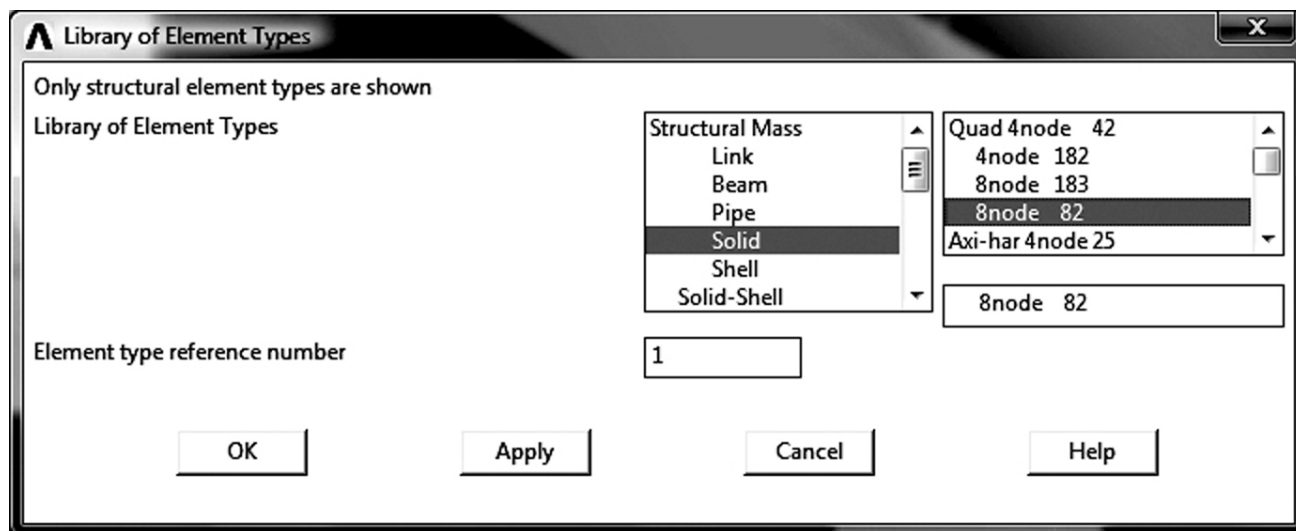 Library of Element Types
Only structural element types are shown
Library of Element Types
Structural Mass
Link
Beam
Pipe
Solid
Shell
Solid-Shell
Quad 4node 42
4node 182
8node 183
8node 82
Axi-har 4node 25
8node 82
Element type reference number
1
OK
Apply
Cancel
Help